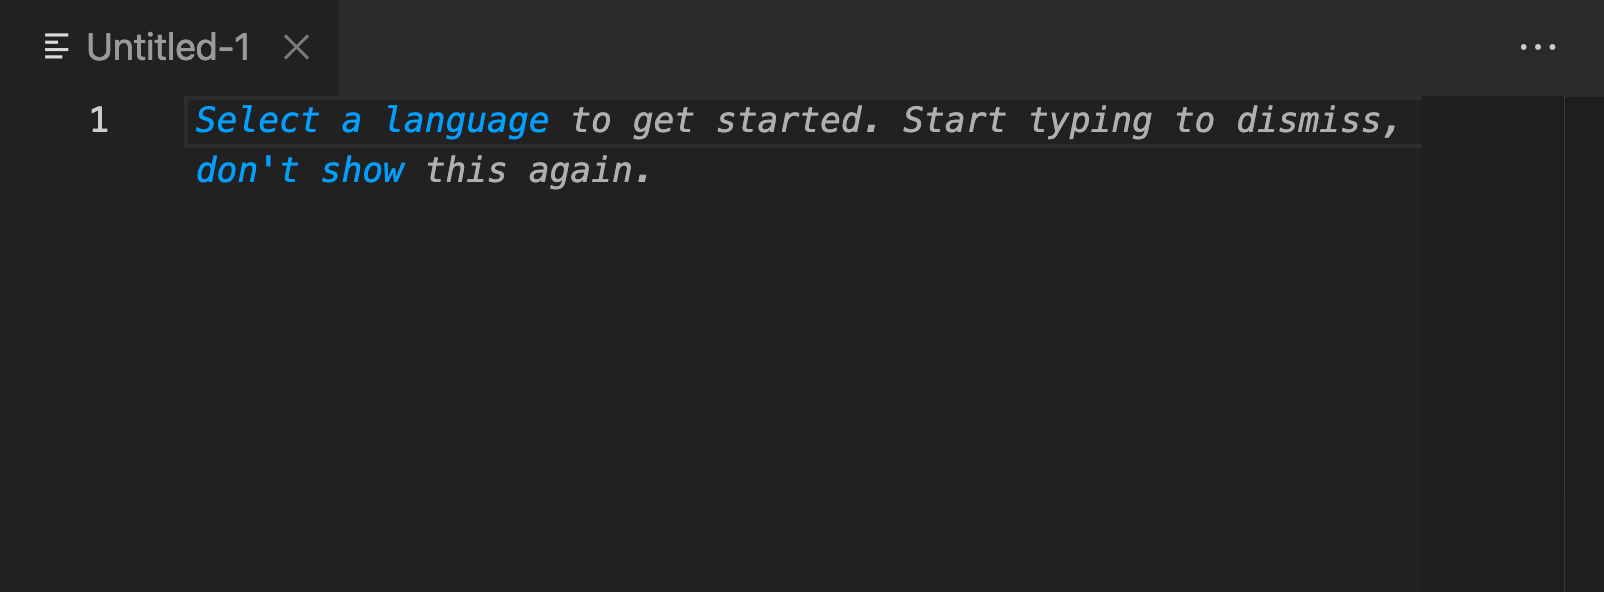 Untitled-1
1
Select a language to get started. Start typing to dismiss,
don't show this again.